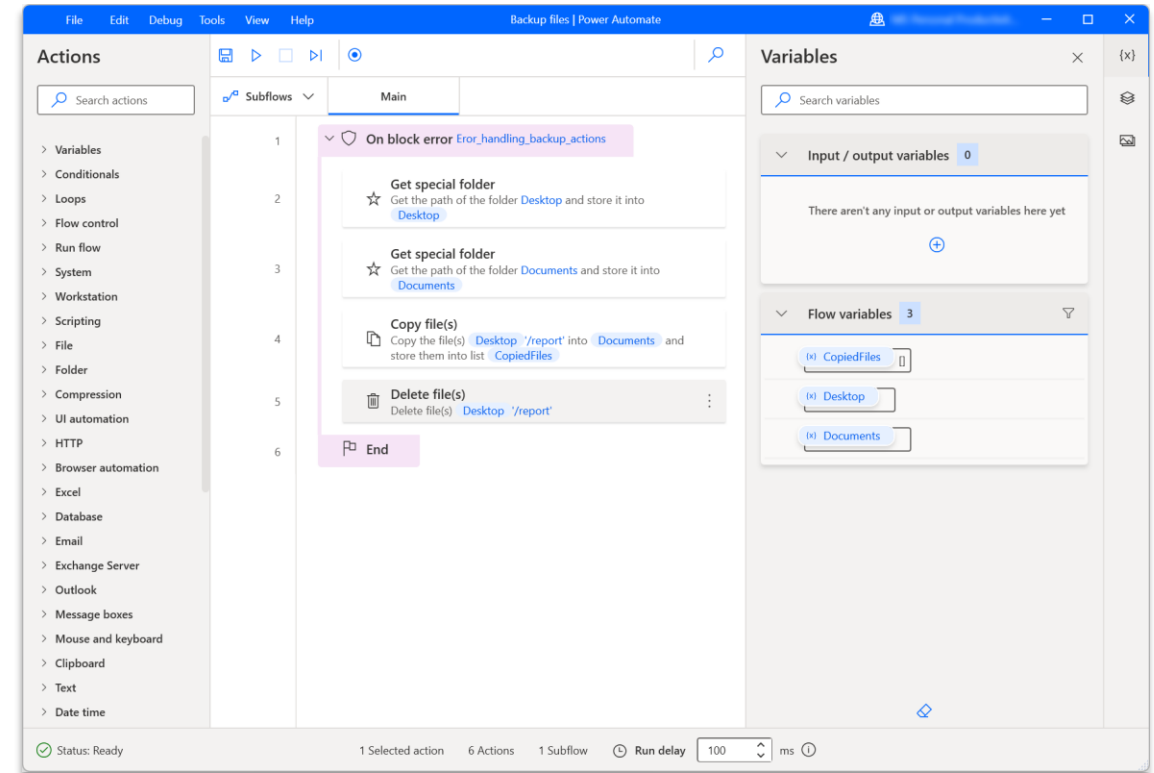 File Edit Debug Tools View Help Backup files | Power Automate
Actions
Search actions
Variables
Conditionals
Loops
Flow control
Run flow
System
Workstation
Scripting
File
Folder
Compression
UI automation
HTTP
Browser automation
Excel
Database
Email
Exchange Server
Outlook
Message boxes
Mouse and keyboard
Clipboard
Text
Date time
Subflows Main
1 On block error Eror_handling_backup_actions
2 Get special folder
Get the path of the folder Desktop and store it into
Desktop
3 Get special folder
Get the path of the folder Documents and store it into
Documents
4 Copy file(s)
Copy the file(s) Desktop '/report' into Documents and
store them into list CopiedFiles
5 Delete file(s)
Delete file(s) Desktop '/report'
6 End
Variables
{x}
Search variables
Input / output variables 0
There aren't any input or output variables here yet
Flow variables 3
(x) CopiedFiles []
(x) Desktop
(x) Documents
Status: Ready 1 Selected action 6 Actions 1 Subflow Run delay 100 ms